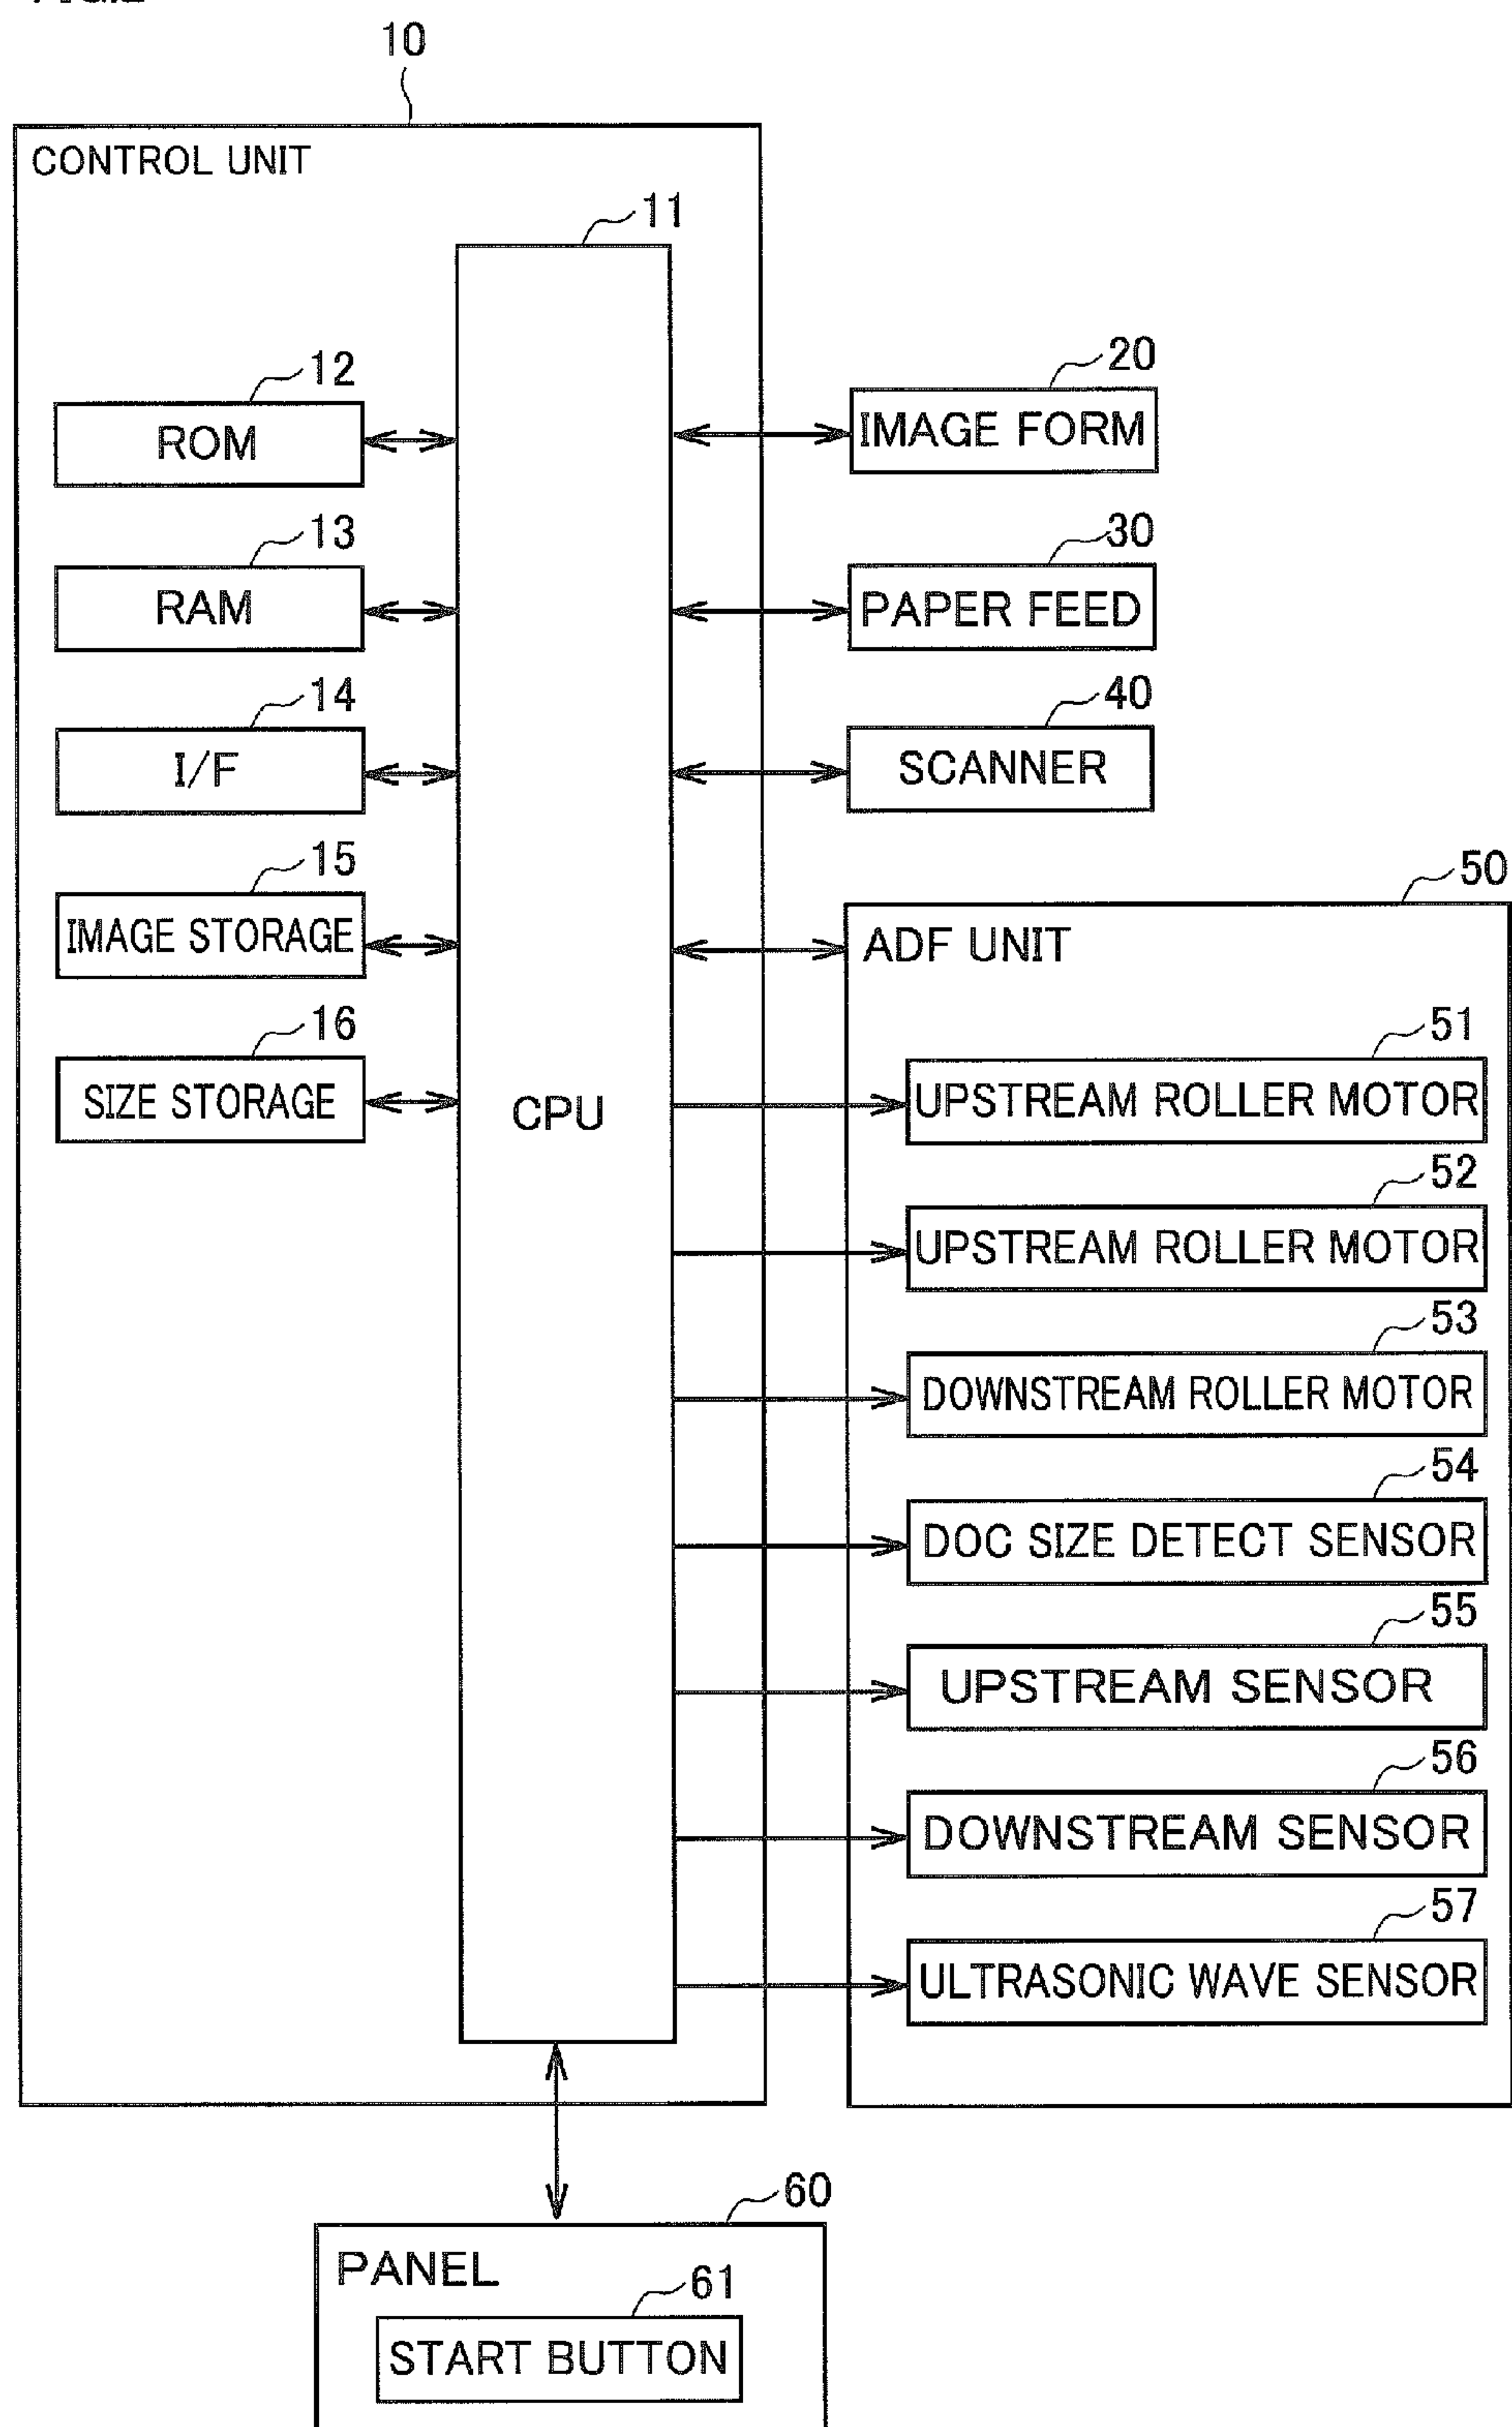 10
CONTROL UNIT
11
12
ROM
13
RAM
14
I/F
15
IMAGE STORAGE
16
SIZE STORAGE
CPU
20
IMAGE FORM
30
PAPER FEED
40
SCANNER
50
ADF UNIT
51
UPSTREAM ROLLER MOTOR
52
UPSTREAM ROLLER MOTOR
53
DOWNSTREAM ROLLER MOTOR
54
DOC SIZE DETECT SENSOR
55
UPSTREAM SENSOR
56
DOWNSTREAM SENSOR
57
ULTRASONIC WAVE SENSOR
60
PANEL
61
START BUTTON